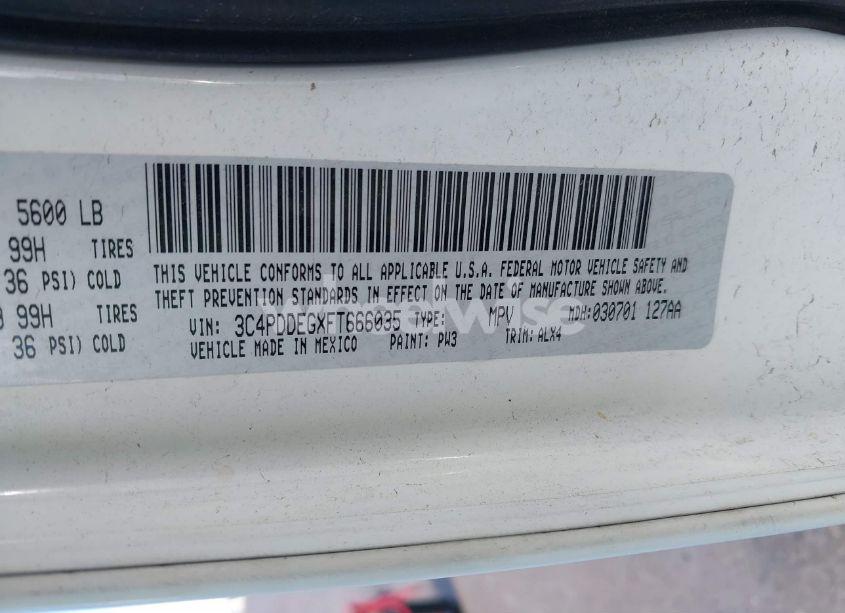 5600 LB
99H TIRES
36 PSI) COLD
99H TIRES
36 PSI) COLD
THIS VEHICLE CONFORMS TO ALL APPLICABLE U.S.A. FEDERAL MOTOR VEHICLE SAFETY AND
THEFT PREVENTION STANDARDS IN EFFECT ON THE DATE OF MANUFACTURE SHOWN ABOVE.
VIN: 3C4PDDEGXFT666035 TYPE: MPV MDH:030701 127AA
VEHICLE MADE IN MEXICO PAINT: PW3 TRIM: ALX4